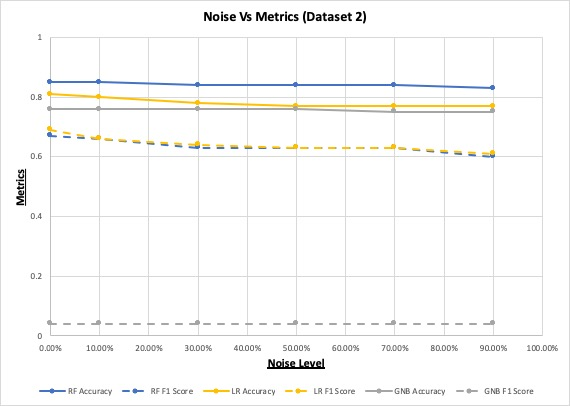 Noise Vs Metrics (Dataset 2)
1
0.8
0.6
0.4
0.2
0
Metrics
0.00% 10.00% 20.00% 30.00% 40.00% 50.00% 60.00% 70.00% 80.00% 90.00% 100.00%
Noise Level
RF Accuracy RF F1 Score LR Accuracy LR F1 Score GNB Accuracy GNB F1 Score